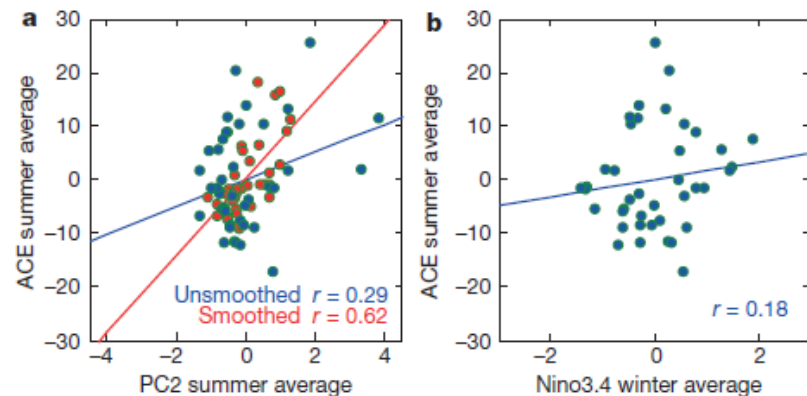 a
b
30
20
10
0
−10
−20
−30
ACE summer average
Unsmoothed r = 0.29
Smoothed r = 0.62
−4
−2
0
2
4
PC2 summer average
30
20
10
0
−10
−20
−30
ACE summer average
r = 0.18
−2
0
2
Nino3.4 winter average